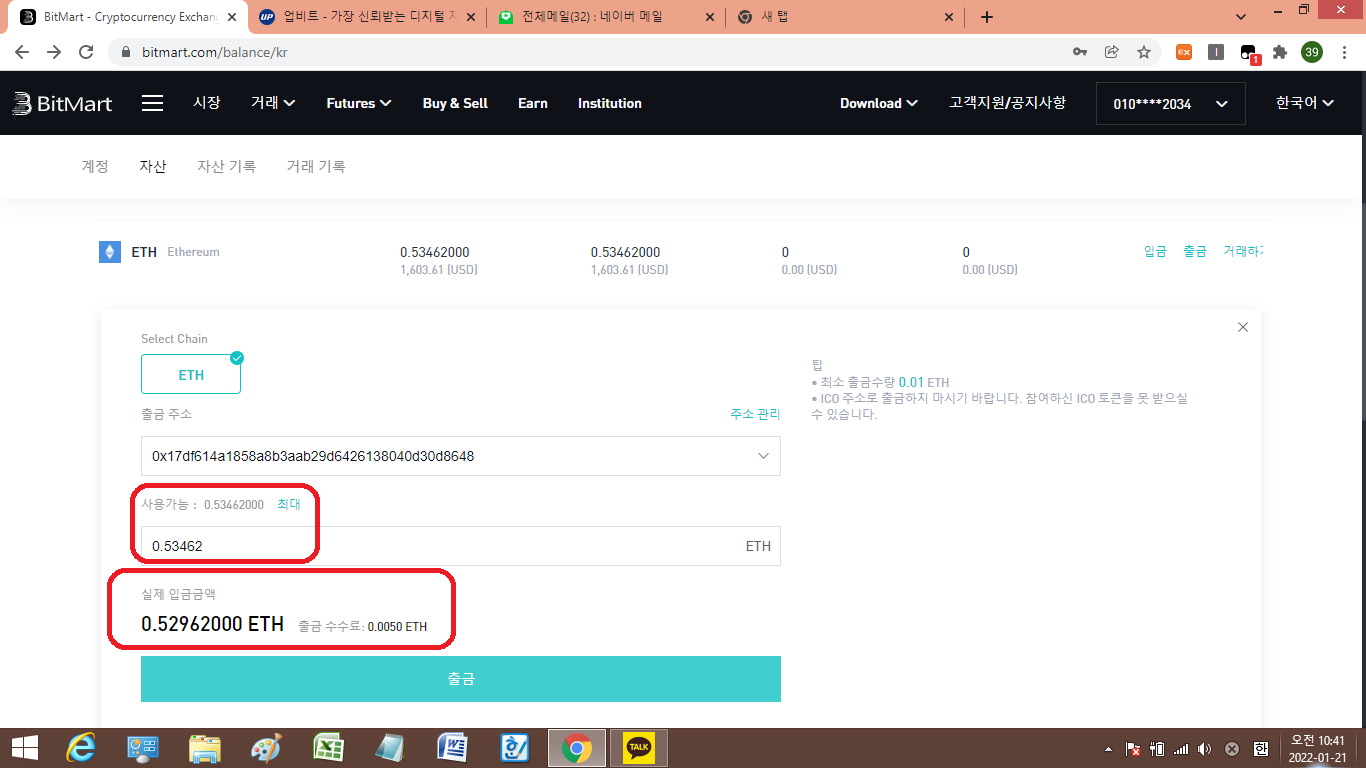 BitMart - Cryptocurrency Exchan
업비트 - 가장 신뢰받는 디지털 자
전체메일(32) : 네이버 메일
새 탭
bitmart.com/balance/kr
1
39
BitMart
시장
거래
Futures
Buy & Sell
Earn
Institution
Download
고객지원/공지사항
010****2034
한국어
계정
자산
자산 기록
거래 기록
ETH Ethereum
0.53462000
1,603.61 (USD)
0.53462000
1,603.61 (USD)
0
0.00 (USD)
0
0.00 (USD)
입금 출금 거래하기
Select Chain
ETH
출금 주소
주소 관리
0x17df614a1858a8b3aab29d6426138040d30d8648
사용가능 : 0.53462000 최대
0.53462 ETH
실제 입금금액
0.52962000 ETH 출금 수수료: 0.0050 ETH
출금
팁
• 최소 출금수량 0.01 ETH
• ICO 주소로 출금하지 마시기 바랍니다. 참여하신 ICO 토큰을 못 받으실
수 있습니다.
TALK
한
오전 10:41
2022-01-21